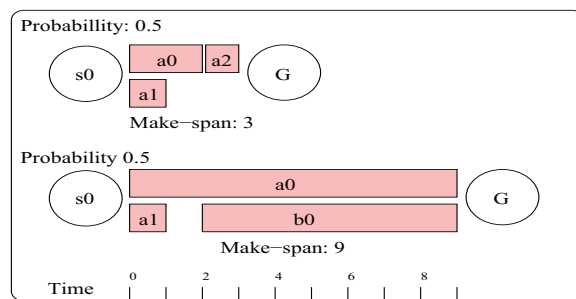 Probabillity: 0.5
s0
a0
a2
G
a1
Make−span: 3
Probability 0.5
s0
a0
G
a1
b0
Make−span: 9
Time
0 2 4 6 8